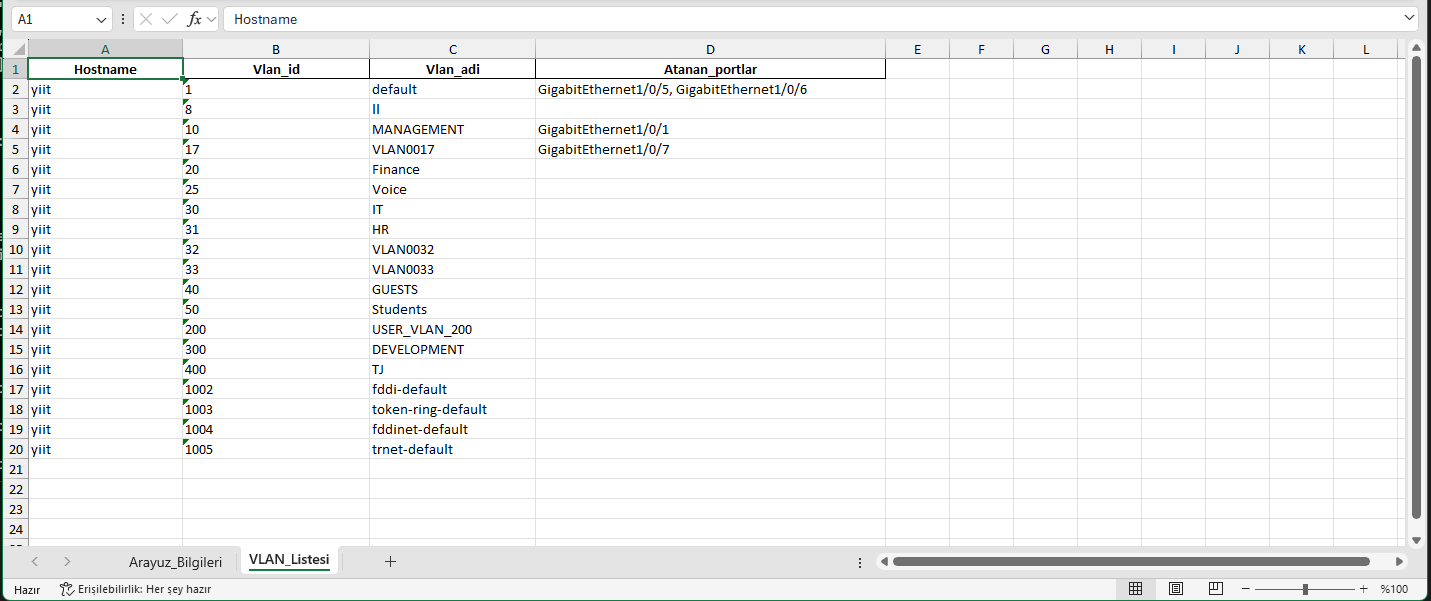 A1 fx Hostname
A B C D E F G H I J K L
1 Hostname Vlan_id Vlan_adi Atanan_portlar
2 yiit 1 default GigabitEthernet1/0/5, GigabitEthernet1/0/6
3 yiit 8 II
4 yiit 10 MANAGEMENT GigabitEthernet1/0/1
5 yiit 17 VLAN0017 GigabitEthernet1/0/7
6 yiit 20 Finance
7 yiit 25 Voice
8 yiit 30 IT
9 yiit 31 HR
10 yiit 32 VLAN0032
11 yiit 33 VLAN0033
12 yiit 40 GUESTS
13 yiit 50 Students
14 yiit 200 USER_VLAN_200
15 yiit 300 DEVELOPMENT
16 yiit 400 TJ
17 yiit 1002 fddi-default
18 yiit 1003 token-ring-default
19 yiit 1004 fddinet-default
20 yiit 1005 trnet-default
21
22
23
24
Arayuz_Bilgileri VLAN_Listesi
Hazır Erişilebilirlik: Her şey hazır %100